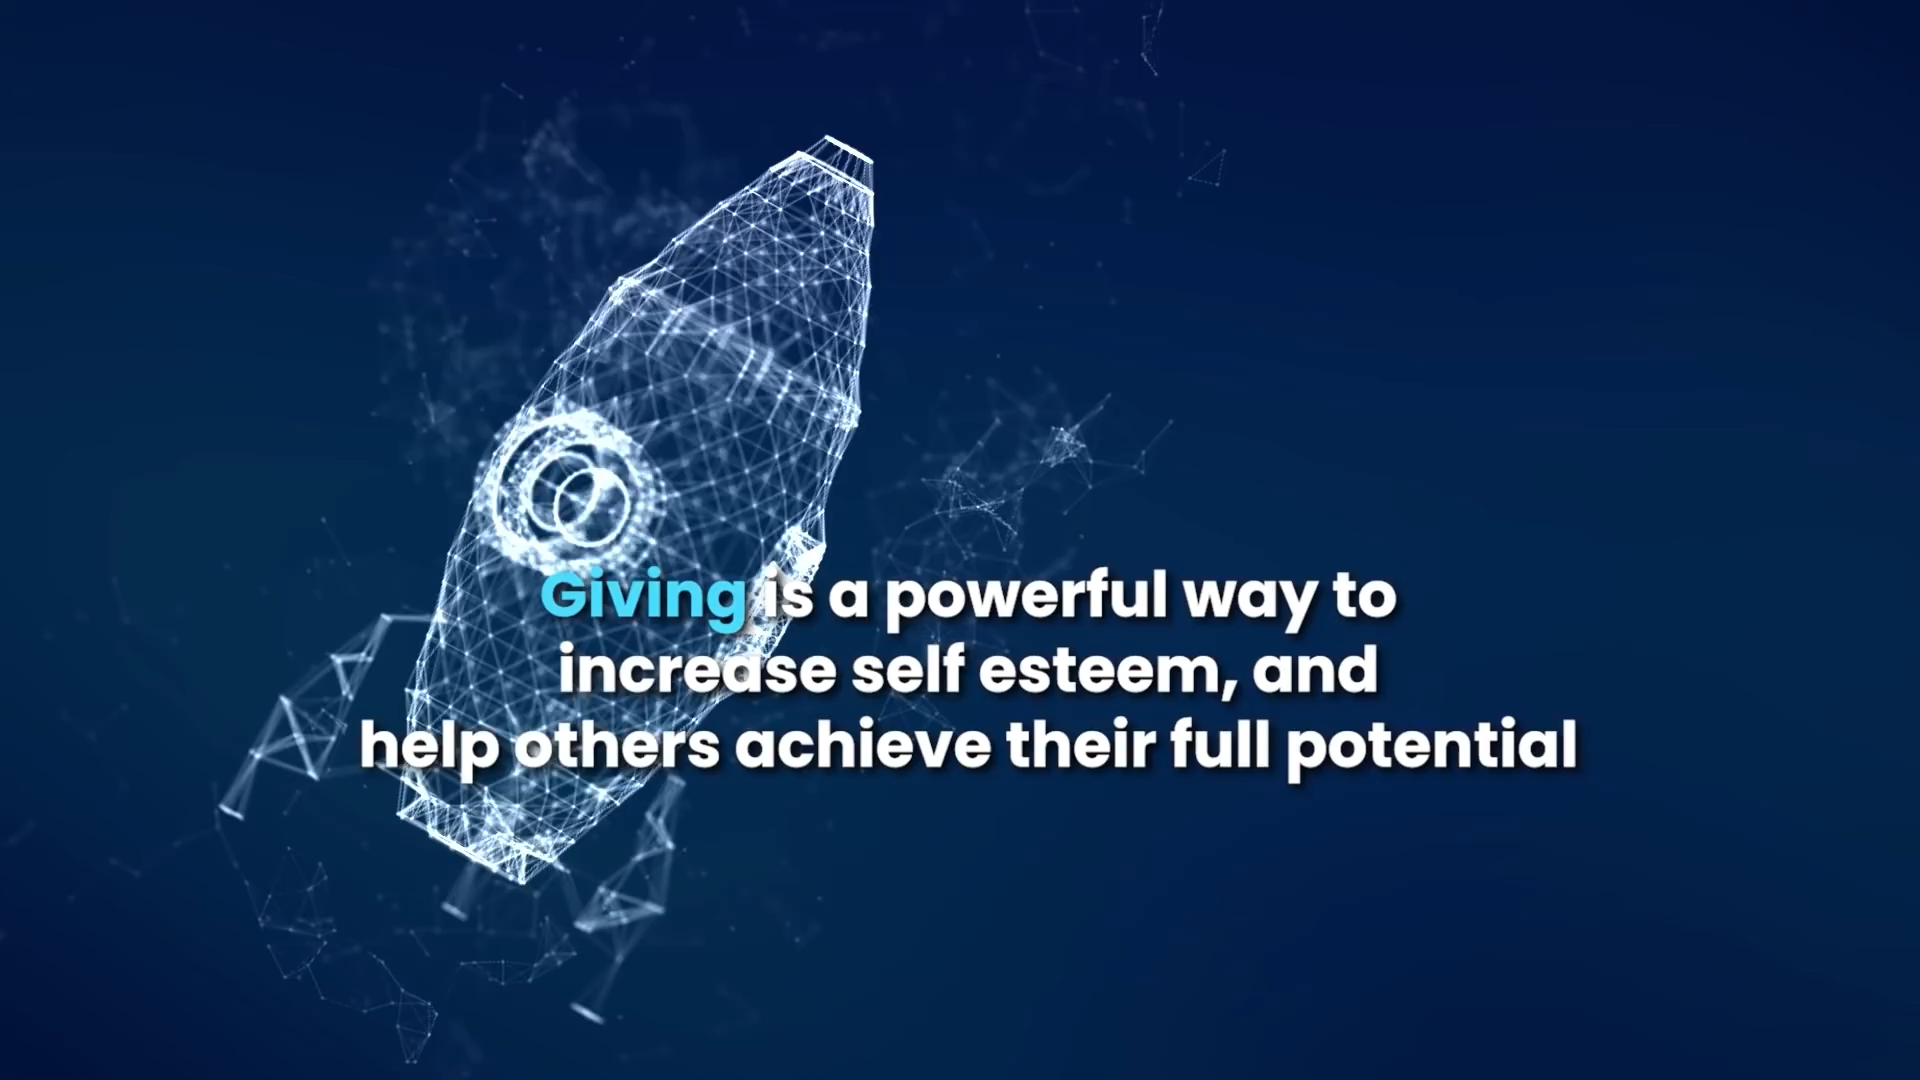 Giving is a powerful way to
increase self esteem, and
help others achieve their full potential